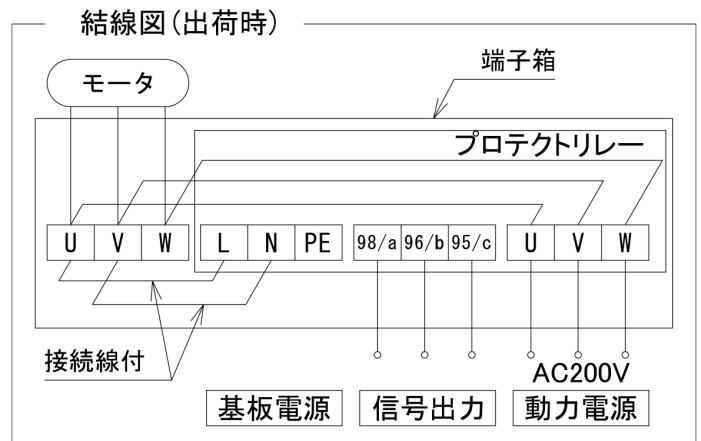 結線図(出荷時)
端子箱
モータ
プロテクトリレー
U V W L N PE 98/a 96/b 95/c U V W
接続線付
AC200V
基板電源 信号出力 動力電源